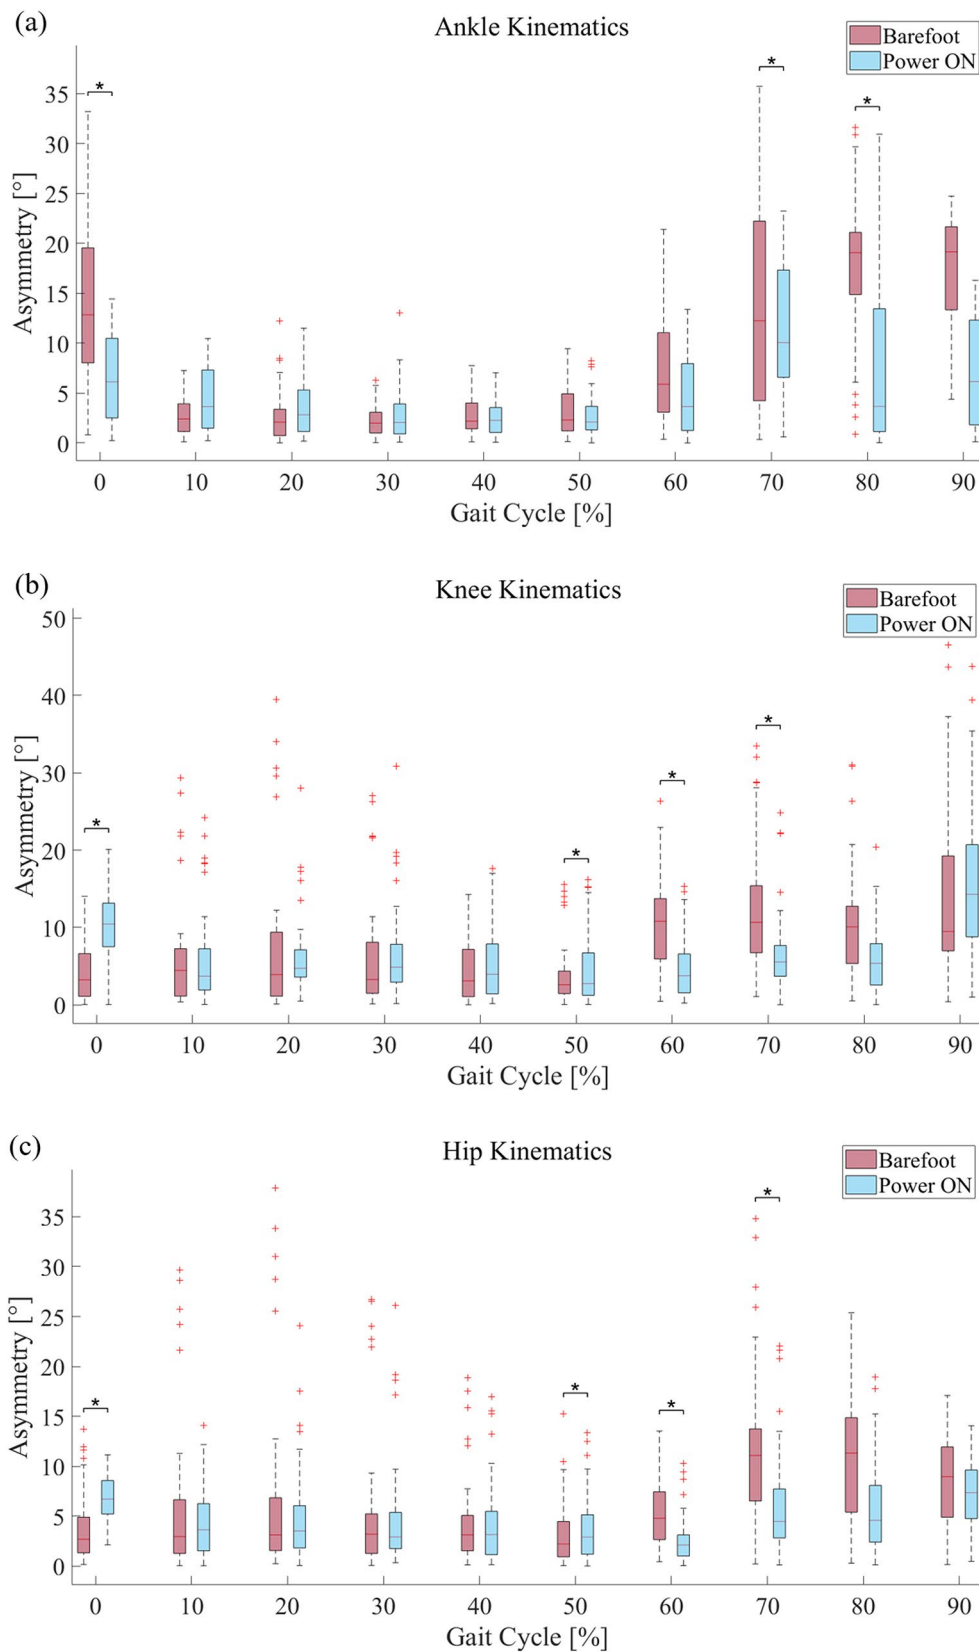 (a)
Ankle Kinematics
Barefoot
Power ON
* * *
Asymmetry [°]
35
30
25
20
15
10
5
0
0 10 20 30 40 50 60 70 80 90
Gait Cycle [%]
(b)
Knee Kinematics
Barefoot
Power ON
* * * *
Asymmetry [°]
50
40
30
20
10
0
0 10 20 30 40 50 60 70 80 90
Gait Cycle [%]
(c)
Hip Kinematics
Barefoot
Power ON
* * * *
Asymmetry [°]
35
30
25
20
15
10
5
0
0 10 20 30 40 50 60 70 80 90
Gait Cycle [%]